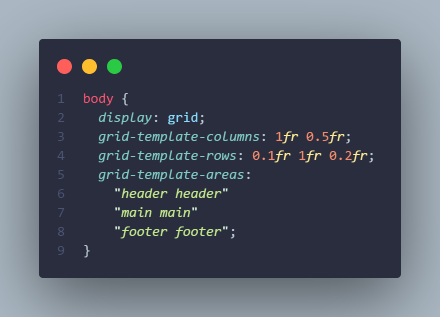 1 body {
2   display: grid;
3   grid-template-columns: 1fr 0.5fr;
4   grid-template-rows: 0.1fr 1fr 0.2fr;
5   grid-template-areas:
6     "header header"
7     "main main"
8     "footer footer";
9 }